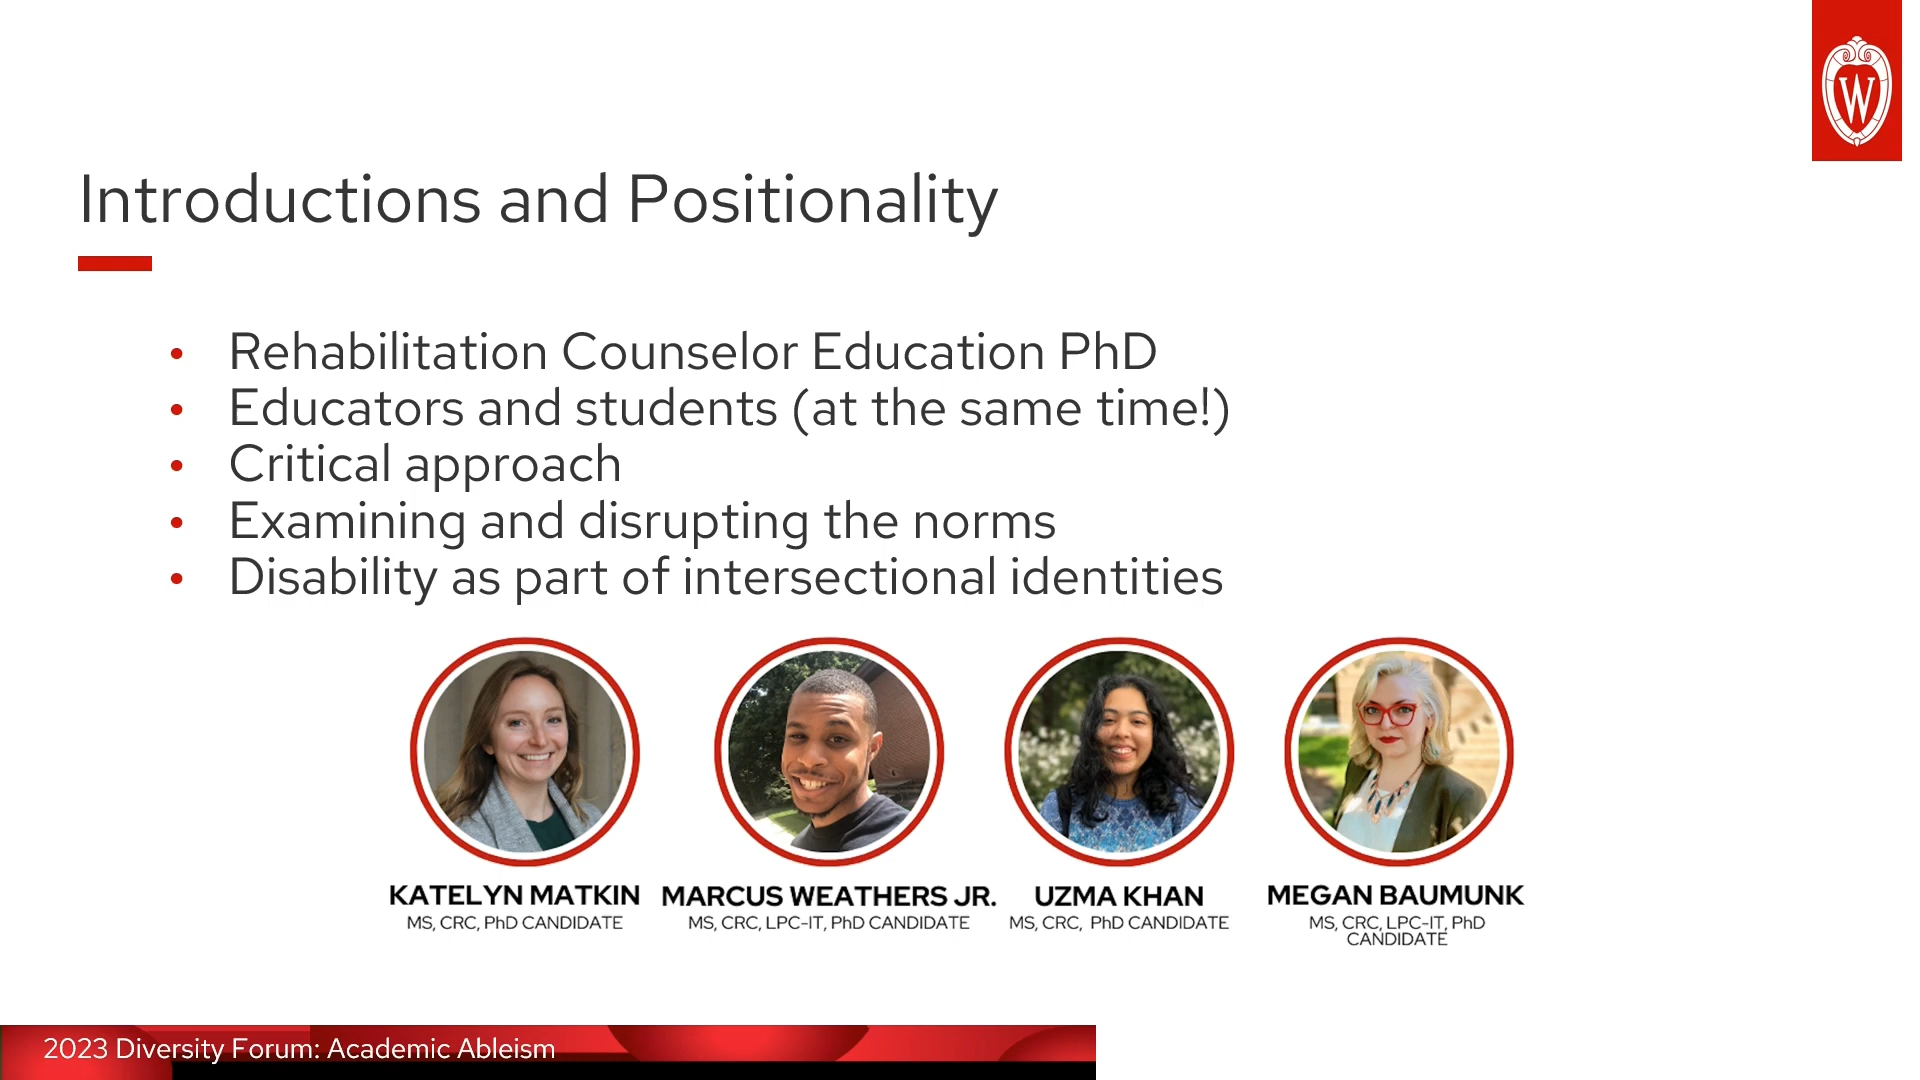 W
Introductions and Positionality
• Rehabilitation Counselor Education PhD
• Educators and students (at the same time!)
• Critical approach
• Examining and disrupting the norms
• Disability as part of intersectional identities
KATELYN MATKIN
MS, CRC, PhD CANDIDATE
MARCUS WEATHERS JR.
MS, CRC, LPC-IT, PhD CANDIDATE
UZMA KHAN
MS, CRC, PhD CANDIDATE
MEGAN BAUMUNK
MS, CRC, LPC-IT, PhD
CANDIDATE
2023 Diversity Forum: Academic Ableism